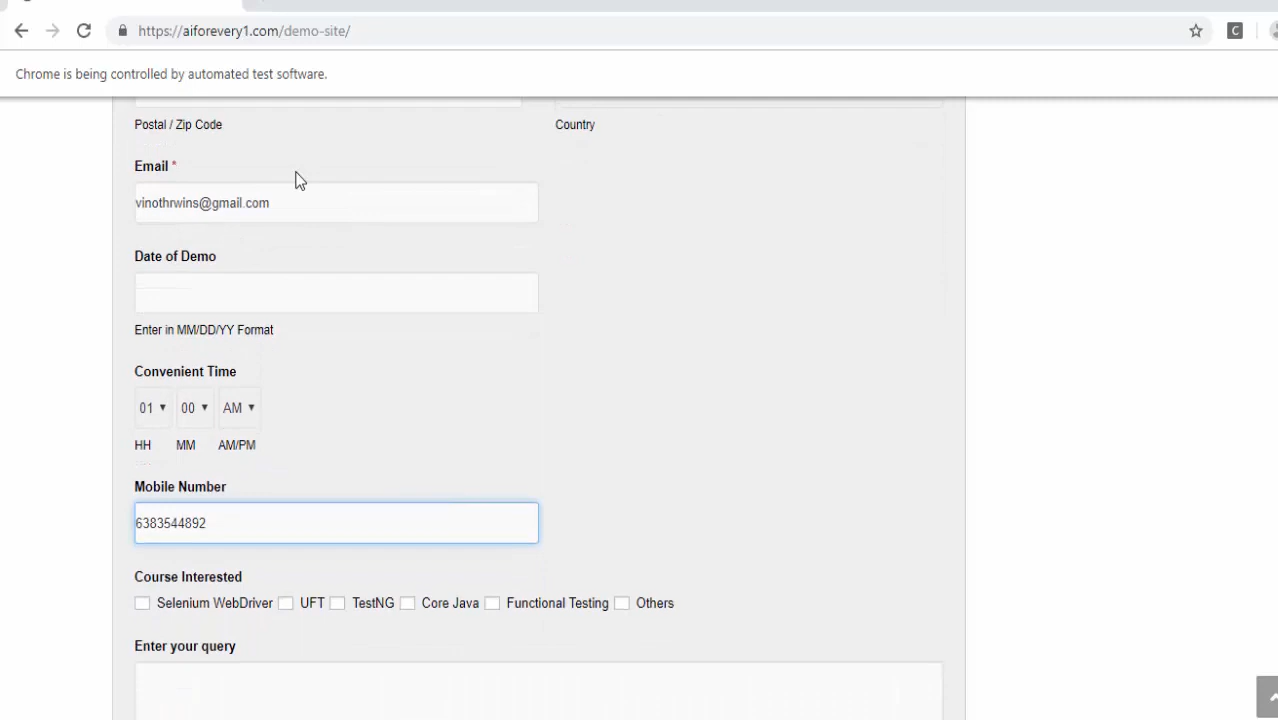 https://aiforevery1.com/demo-site/
C
Chrome is being controlled by automated test software.
Postal / Zip Code
Country
Email *
vinothrwins@gmail.com
Date of Demo
Enter in MM/DD/YY Format
Convenient Time
01 00 AM
HH MM AM/PM
Mobile Number
6383544892
Course Interested
Selenium WebDriver UFT TestNG Core Java Functional Testing Others
Enter your query